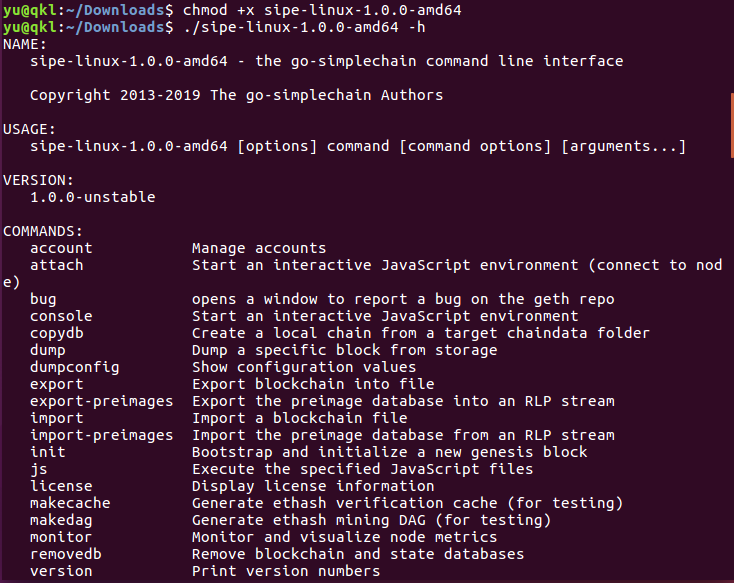 yu@qkl:~/Downloads$ chmod +x sipe-linux-1.0.0-amd64
yu@qkl:~/Downloads$ ./sipe-linux-1.0.0-amd64 -h
NAME:
   sipe-linux-1.0.0-amd64 - the go-simplechain command line interface

   Copyright 2013-2019 The go-simplechain Authors

USAGE:
   sipe-linux-1.0.0-amd64 [options] command [command options] [arguments...]

VERSION:
   1.0.0-unstable

COMMANDS:
   account           Manage accounts
   attach            Start an interactive JavaScript environment (connect to nod
e)
   bug               opens a window to report a bug on the geth repo
   console           Start an interactive JavaScript environment
   copydb            Create a local chain from a target chaindata folder
   dump              Dump a specific block from storage
   dumpconfig        Show configuration values
   export            Export blockchain into file
   export-preimages  Export the preimage database into an RLP stream
   import            Import a blockchain file
   import-preimages  Import the preimage database from an RLP stream
   init              Bootstrap and initialize a new genesis block
   js                Execute the specified JavaScript files
   license           Display license information
   makecache         Generate ethash verification cache (for testing)
   makedag           Generate ethash mining DAG (for testing)
   monitor           Monitor and visualize node metrics
   removedb          Remove blockchain and state databases
   version           Print version numbers